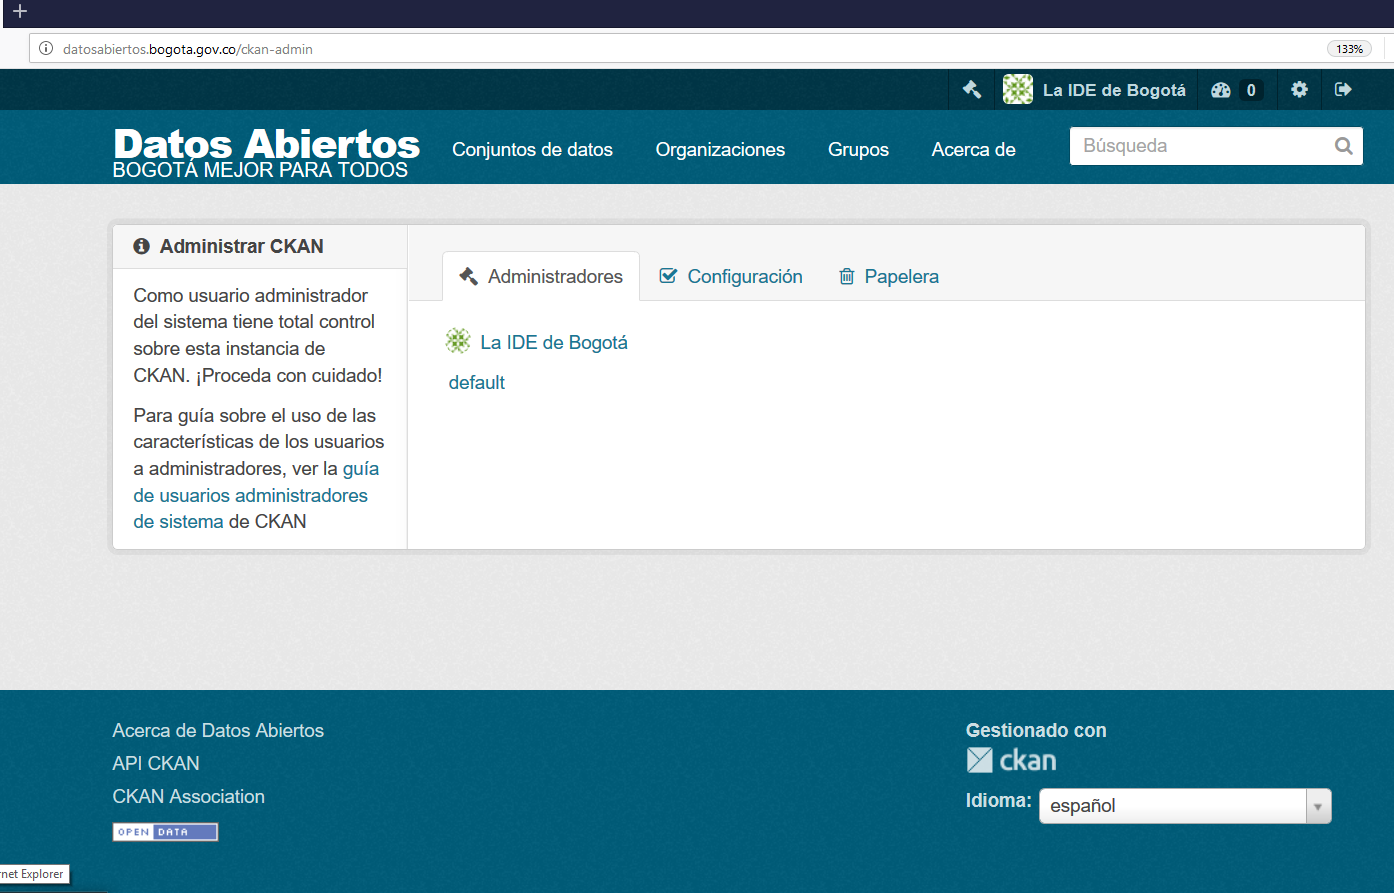 datosabiertos.bogota.gov.co/ckan-admin
133%
La IDE de Bogotá
0
Datos Abiertos
BOGOTÁ MEJOR PARA TODOS
Conjuntos de datos
Organizaciones
Grupos
Acerca de
Búsqueda
Administrar CKAN
Como usuario administrador
del sistema tiene total control
sobre esta instancia de
CKAN. ¡Proceda con cuidado!
Para guía sobre el uso de las
características de los usuarios
a administradores, ver la guía
de usuarios administradores
de sistema de CKAN
Administradores
Configuración
Papelera
La IDE de Bogotá
default
Acerca de Datos Abiertos
API CKAN
CKAN Association
OPEN DATA
Gestionado con
ckan
Idioma:
español
rnet Explorer